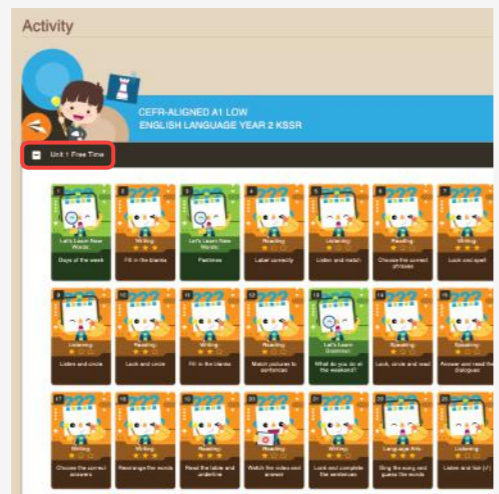 Activity
CEFR-ALIGNED A1 LOW
ENGLISH LANGUAGE YEAR 2 KSSR
Unit 1 Free Time
1
Let's Learn New
Words
Days of the week
2
Writing
Fill in the blanks
3
Let's Learn New
Words
Pastimes
4
Reading
Label correctly
5
Listening
Listen and match
6
Reading
Choose the correct
phrases
7
Writing
Look and spell
9
Listening
Listen and circle
10
Reading
Look and circle
11
Writing
Fill in the blanks
12
Reading
Match pictures to
sentences
13
Let's Learn
Grammar
What do you do at
the weekend?
14
Speaking
Look, circle and read
15
Speaking
Answer and read the
dialogues
17
Writing
Choose the correct
answers
18
Writing
Rearrange the words
19
Reading
Read the table and
underline
20
Reading
Watch the video and
answer
21
Writing
Look and complete
the sentences
22
Language Arts
Sing the song and
guess the words
23
Listening
Listen and tick (✓)